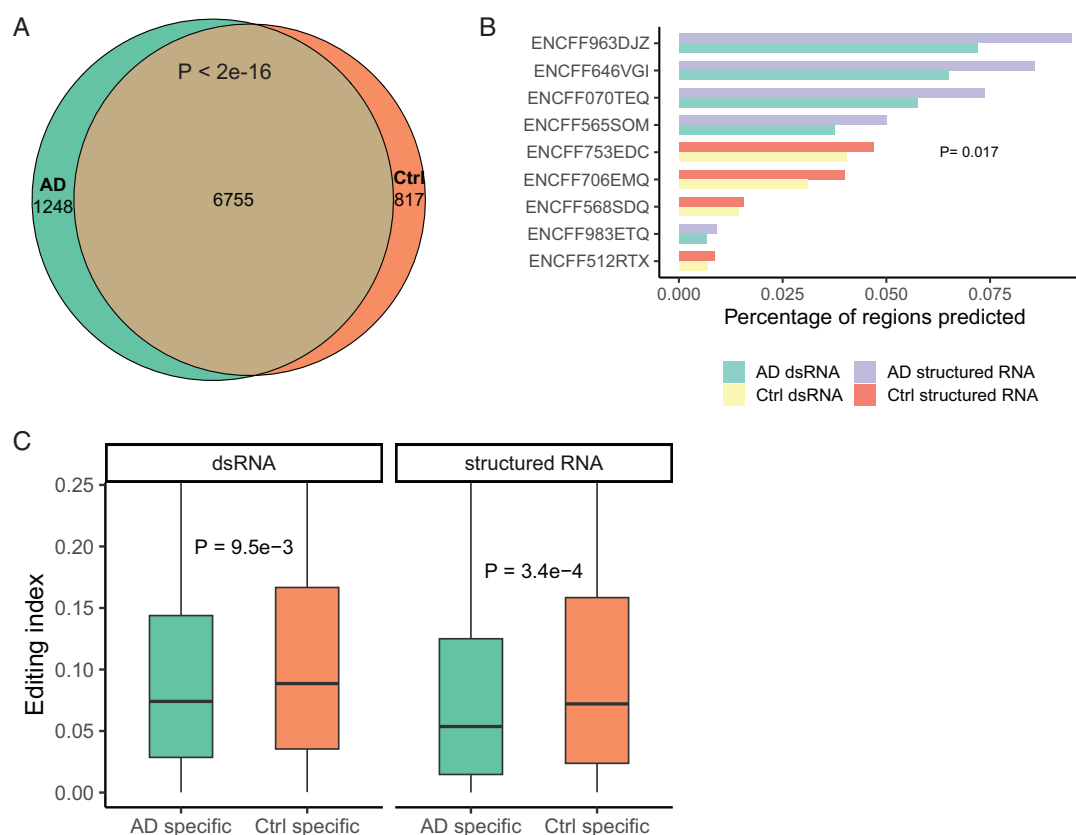 A
P < 2e-16
AD
1248
6755
Ctrl
817
B
ENCFF963DJZ
ENCFF646VGI
ENCFF070TEQ
ENCFF565SOM
ENCFF753EDC
ENCFF706EMQ
ENCFF568SDQ
ENCFF983ETQ
ENCFF512RTX
P= 0.017
0.000 0.025 0.050 0.075
Percentage of regions predicted
AD dsRNA AD structured RNA
Ctrl dsRNA Ctrl structured RNA
C
dsRNA structured RNA
Editing index
0.25
0.20
0.15
0.10
0.05
0.00
P = 9.5e−3
P = 3.4e−4
AD specific Ctrl specific AD specific Ctrl specific